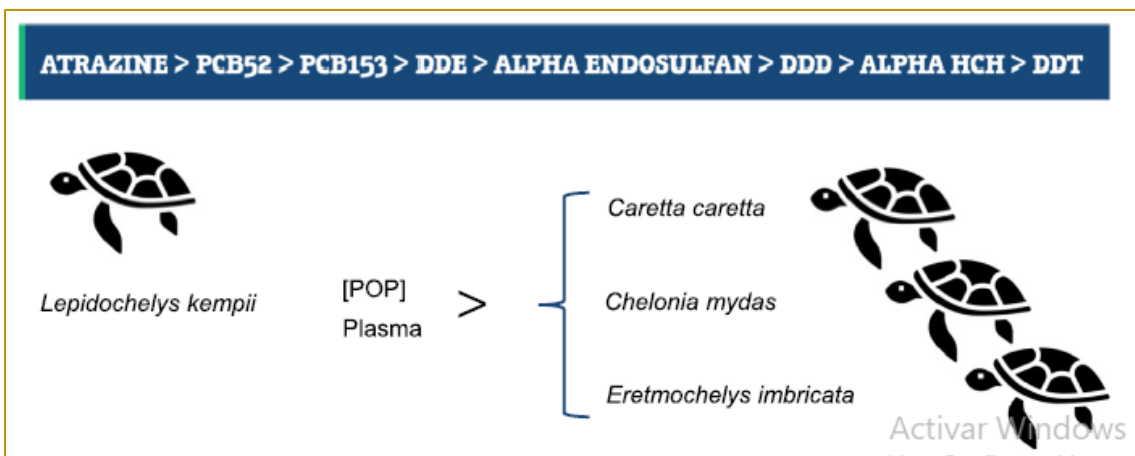 ATRAZINE > PCB52 > PCB153 > DDE > ALPHA ENDOSULFAN > DDD > ALPHA HCH > DDT
Lepidochelys kempii
[POP]
Plasma
>
Caretta caretta
Chelonia mydas
Eretmochelys imbricata
Activar Windows